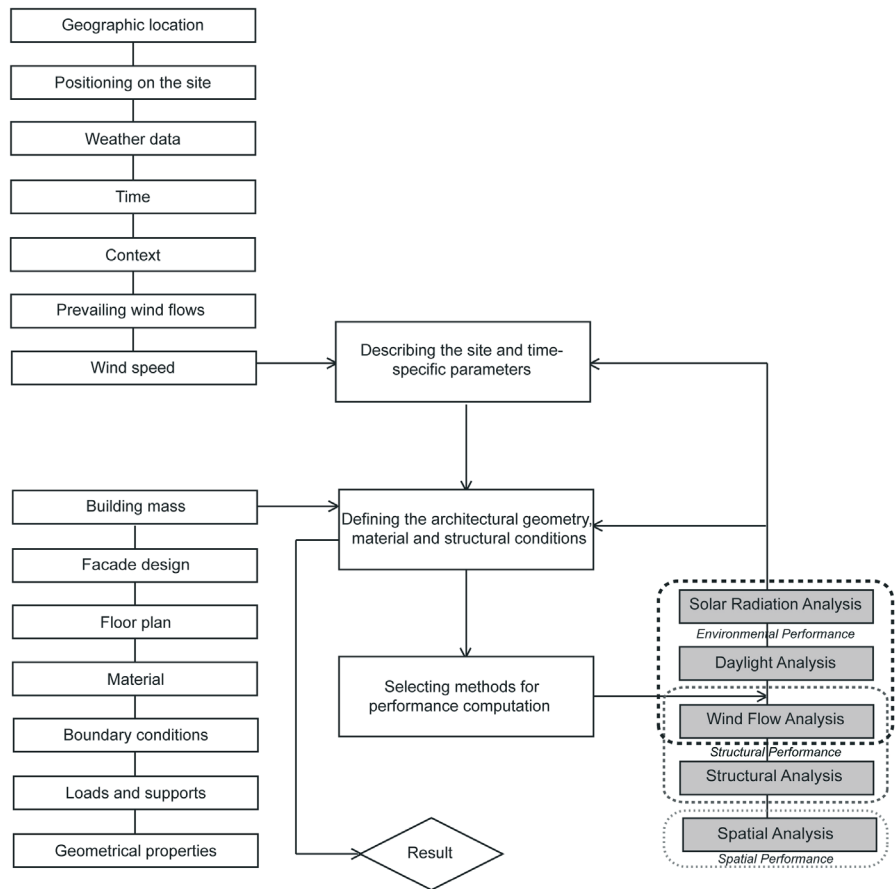 Geographic location
Positioning on the site
Weather data
Time
Context
Prevailing wind flows
Wind speed
Describing the site and time-
specific parameters
Building mass
Facade design
Floor plan
Material
Boundary conditions
Loads and supports
Geometrical properties
Defining the architectural geometry,
material and structural conditions
Selecting methods for
performance computation
Result
Solar Radiation Analysis
Environmental Performance
Daylight Analysis
Wind Flow Analysis
Structural Performance
Structural Analysis
Spatial Analysis
Spatial Performance